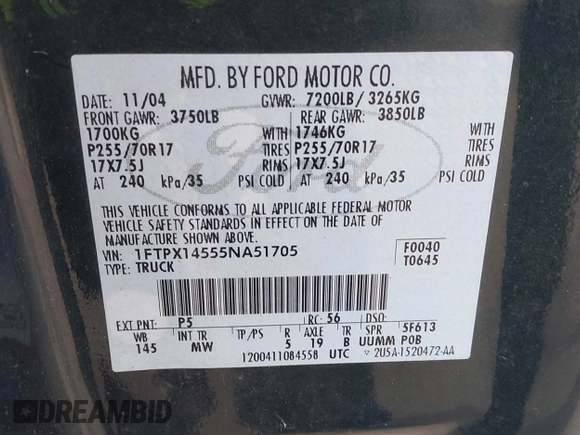 MFD. BY FORD MOTOR CO.
DATE: 11/04 GVWR: 7200LB/ 3265KG
FRONT GAWR: 3750LB REAR GAWR: 3850LB
1700KG WITH 1746KG WITH
P255/70R17 TIRES P255/70R17 TIRES
17X7.5J RIMS 17X7.5J RIMS
AT 240 kPa/35 PSI COLD AT 240 kPa/35 PSI COLD
Ford
THIS VEHICLE CONFORMS TO ALL APPLICABLE FEDERAL MOTOR
VEHICLE SAFETY STANDARDS IN EFFECT ON THE DATE OF
MANUFACTURE SHOWN ABOVE.
VIN: 1FTPX14555NA51705 F0040
TYPE: TRUCK T0645
EXT PNT: P5 RC: 56 DSO:
WB INT TR TP/PS R AXLE TR SPR 5F613
145 MW 5 19 B UUMM POB
1200411084558 UTC 2U5A-1520472-AA
DREAMBID